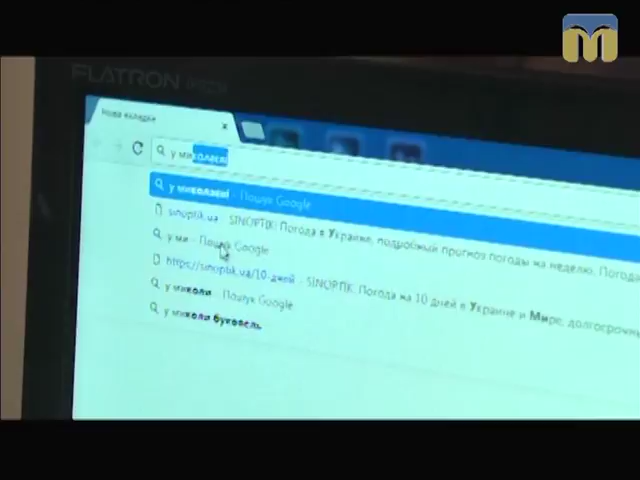 FLATRON
Нова вкладка
у миколаєві
у миколаєві - Пошук Google
sinoptik.ua - SINOPTIK: Погода в Украине, подробный прогноз погоды на неделю. Погода
у ми - Пошук Google
https://sinoptik.ua/10-дней - SINOPTIK: Погода на 10 дней в Украине и Мире, долгосрочн
у миколи - Пошук Google
у миколи буковель